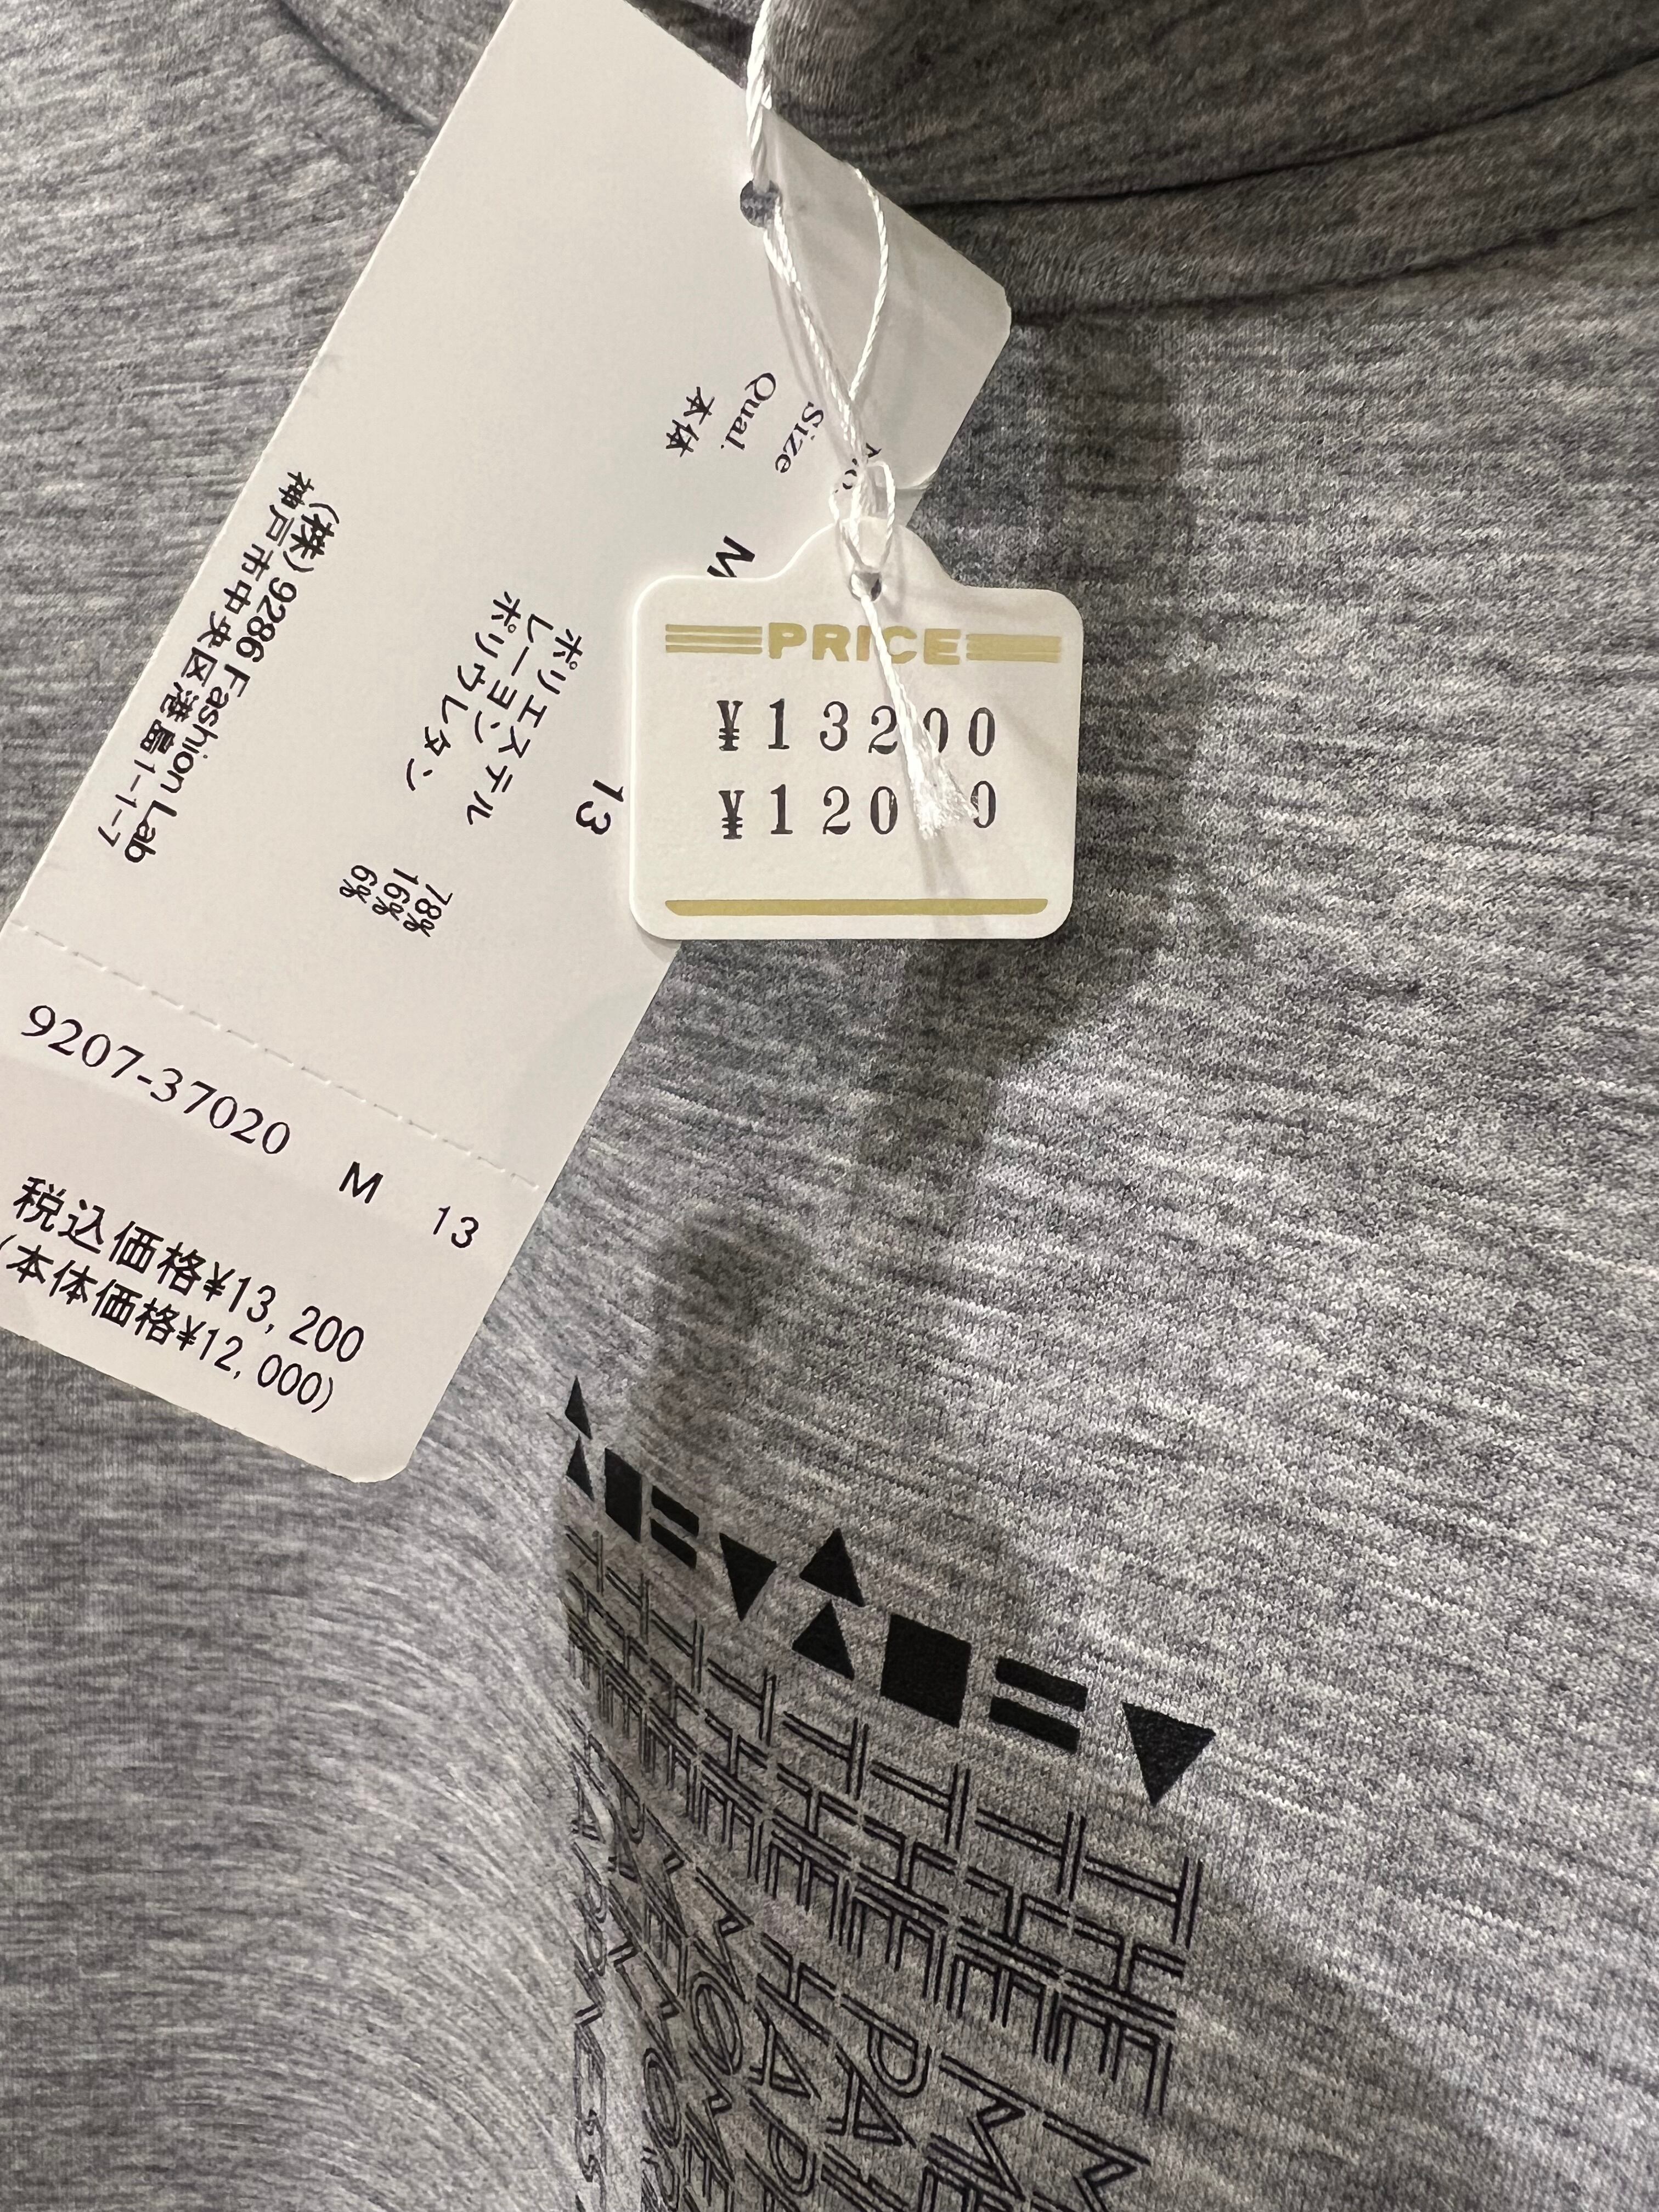 No.
Size
Qual.
本体
M
13
ポリエステル 78%
レーヨン 16%
ポリウレタン 6%
(株)9286 Fashion Lab
神戸市中央区港島1-1-7
9207-37020 M 13
税込価格¥13,200
(本体価格¥12,000)
PRICE
¥13200
¥12000